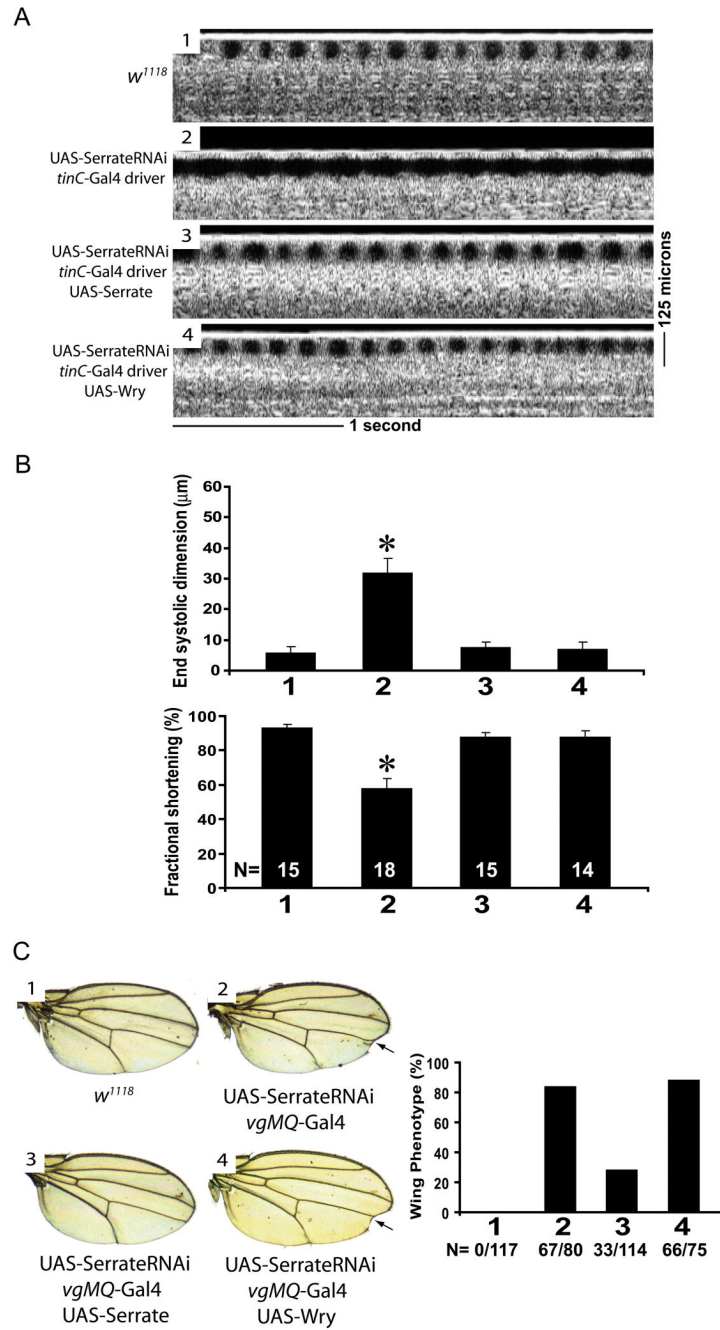 A
1
w1118
2
UAS-SerrateRNAi
tinC-Gal4 driver
3
UAS-SerrateRNAi
tinC-Gal4 driver
UAS-Serrate
4
UAS-SerrateRNAi
tinC-Gal4 driver
UAS-Wry
125 microns
1 second
B
End systolic dimension (μm)
60
50
40
30
20
10
0
*
1 2 3 4
Fractional shortening (%)
100
80
60
40
20
0
*
N= 15 18 15 14
1 2 3 4
C
1
w1118
2
UAS-SerrateRNAi
vgMQ-Gal4
3
UAS-SerrateRNAi
vgMQ-Gal4
UAS-Serrate
4
UAS-SerrateRNAi
vgMQ-Gal4
UAS-Wry
Wing Phenotype (%)
100
80
60
40
20
0
1 2 3 4
N= 0/117 67/80 33/114 66/75